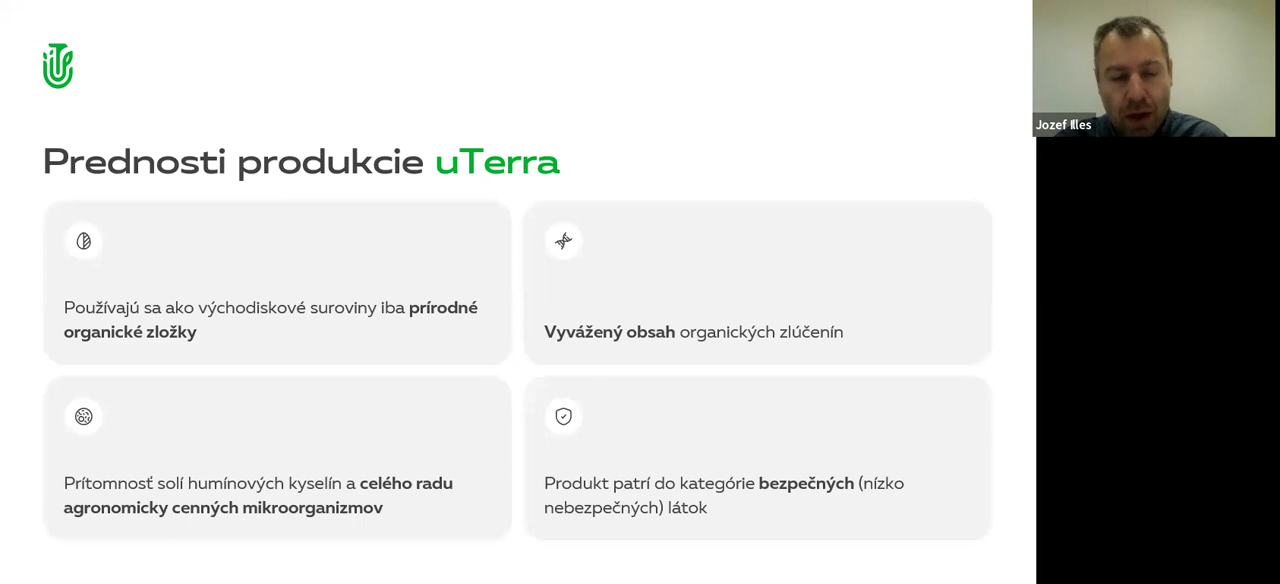 Prednosti produkcie uTerra
Používajú sa ako východiskové suroviny iba prírodné
organické zložky
Vyvážený obsah organických zlúčenín
Prítomnosť solí humínových kyselín a celého radu
agronomicky cenných mikroorganizmov
Produkt patrí do kategórie bezpečných (nízko
nebezpečných) látok
Jozef Illes